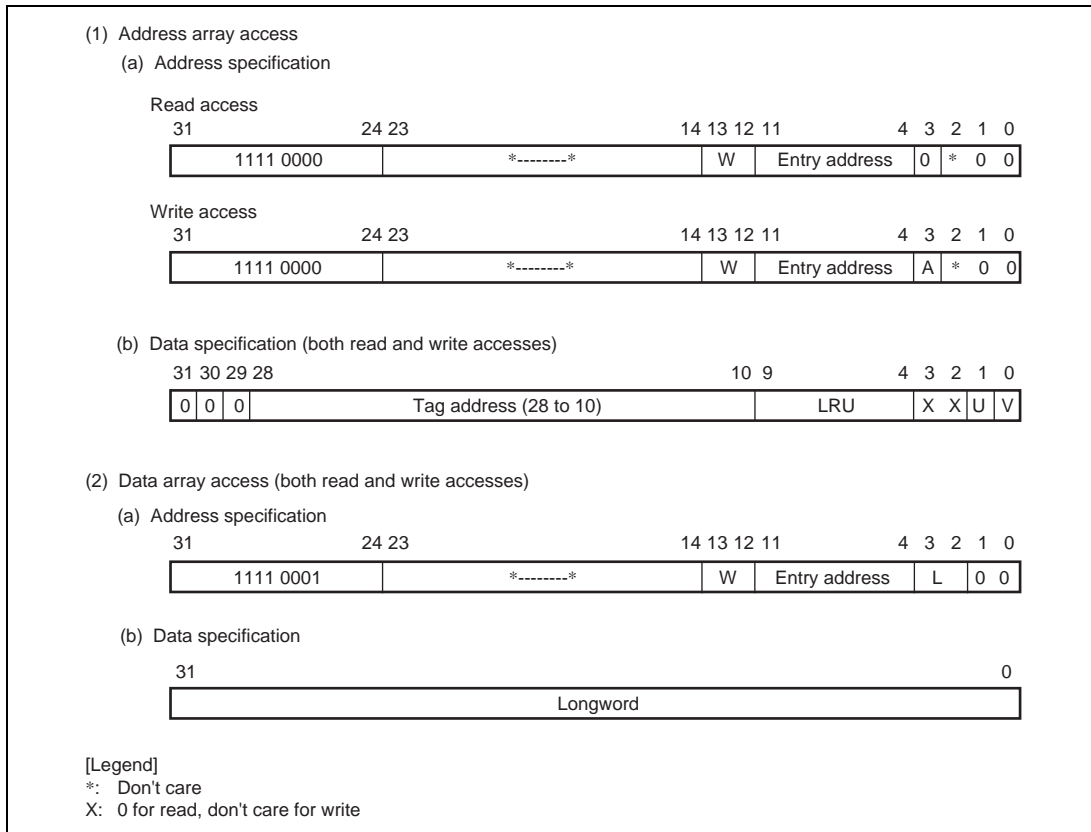 (1) Address array access
(a) Address specification
Read access
31 24 23 14 13 12 11 4 3 2 1 0
1111 0000 *--------* W Entry address 0 * 0 0
Write access
31 24 23 14 13 12 11 4 3 2 1 0
1111 0000 *--------* W Entry address A * 0 0
(b) Data specification (both read and write accesses)
31 30 29 28 10 9 4 3 2 1 0
0 0 0 Tag address (28 to 10) LRU X X U V
(2) Data array access (both read and write accesses)
(a) Address specification
31 24 23 14 13 12 11 4 3 2 1 0
1111 0001 *--------* W Entry address L 0 0
(b) Data specification
31 0
Longword
[Legend]
*: Don't care
X: 0 for read, don't care for write